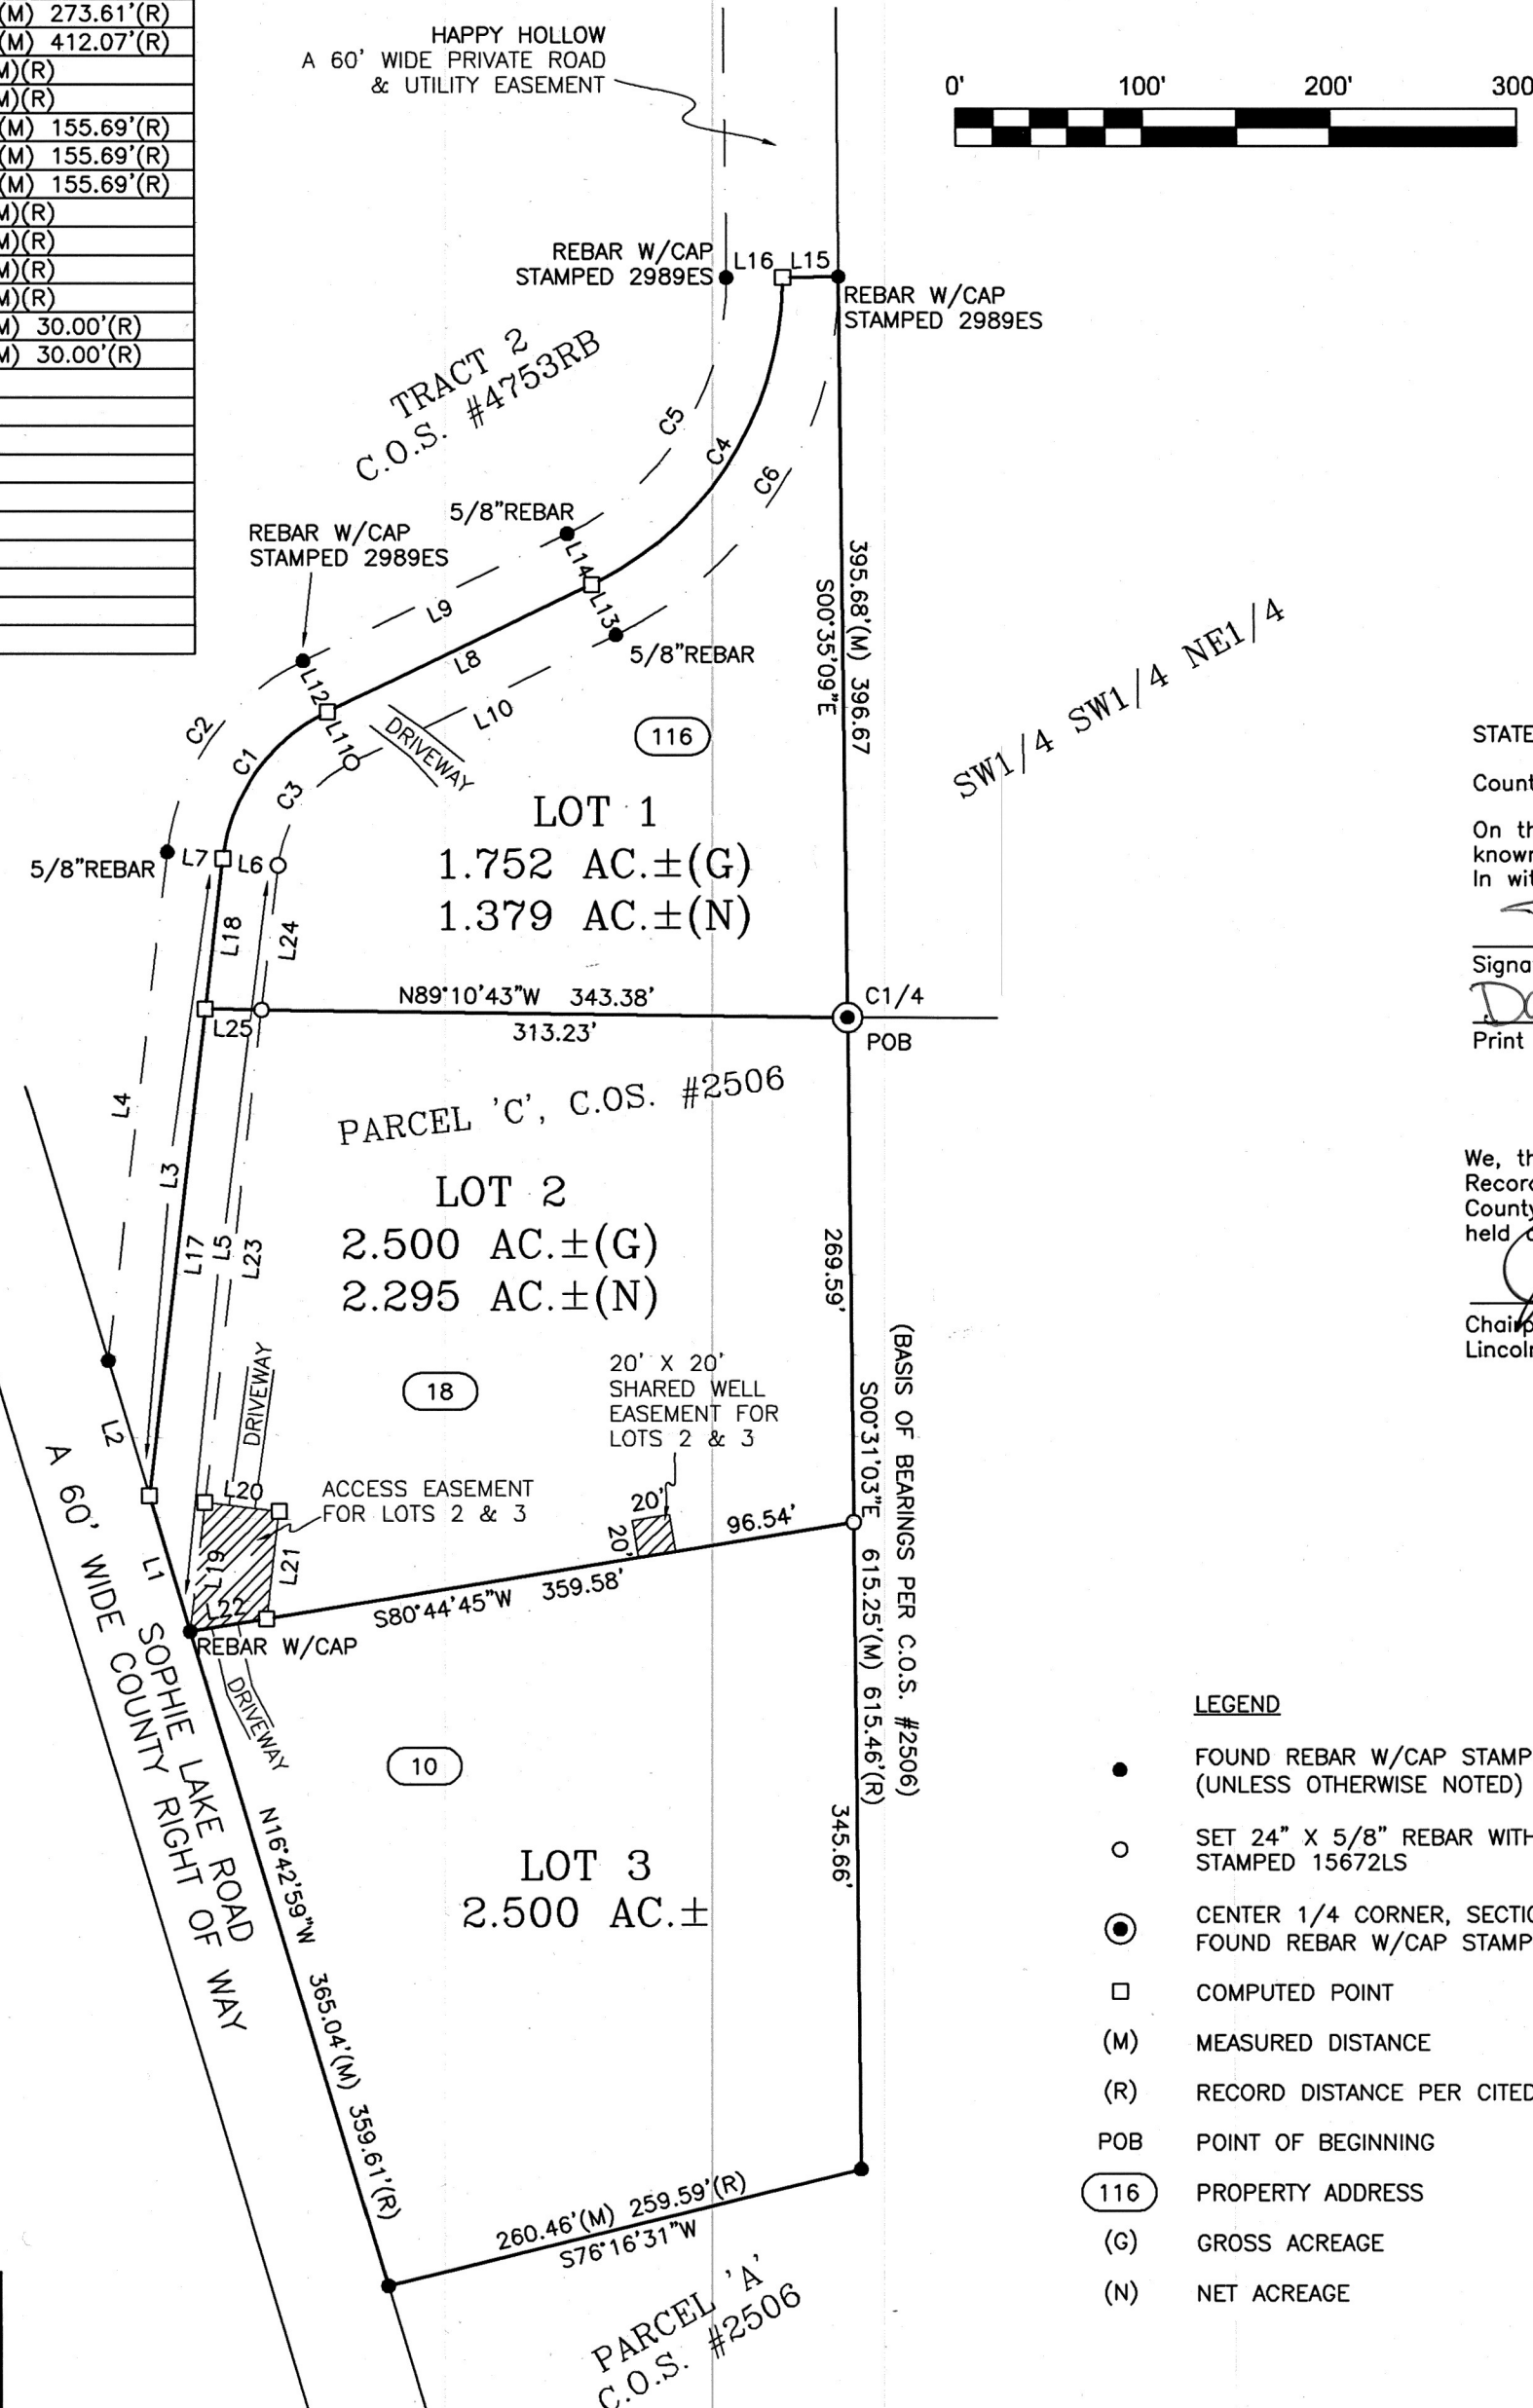 (M) 273.61'(R)
(M) 412.07'(R)
M)(R)
M)(R)
(M) 155.69'(R)
(M) 155.69'(R)
(M) 155.69'(R)
M)(R)
M)(R)
M)(R)
M)(R)
M) 30.00'(R)
M) 30.00'(R)
HAPPY HOLLOW
A 60' WIDE PRIVATE ROAD
& UTILITY EASEMENT
0' 100' 200' 300
REBAR W/CAP
STAMPED 2989ES
L16 L15
REBAR W/CAP
STAMPED 2989ES
TRACT 2
C.O.S. #4753RB
C5
C4
C6
5/8"REBAR
REBAR W/CAP
STAMPED 2989ES
L14
L13
L9
L8
5/8"REBAR
L12
L11
L10
DRIVEWAY
C2
C1
C3
116
395.68'(M) 396.67
S00°35'09"E
SW1/4 SW1/4 NE1/4
LOT 1
1.752 AC.±(G)
1.379 AC.±(N)
5/8"REBAR
L7 L6
L18
L24
N89°10'43"W 343.38'
313.23'
L25
C1/4
POB
PARCEL 'C', C.OS. #2506
L4
L3
LOT 2
2.500 AC.±(G)
2.295 AC.±(N)
L17
L5
L23
269.59'
18
DRIVEWAY
20' X 20'
SHARED WELL
EASEMENT FOR
LOTS 2 & 3
L2
L20
ACCESS EASEMENT
FOR LOTS 2 & 3
20'
20'
96.54'
S00°31'03"E 615.25'(M) 615.46'(R)
(BASIS OF BEARINGS PER C.O.S. #2506)
L1
L19
L21
L22
S80°44'45"W 359.58'
REBAR W/CAP
DRIVEWAY
SOPHIE LAKE ROAD
A 60' WIDE COUNTY RIGHT OF WAY
10
N16°42'59"W 365.04'(M) 359.61'(R)
LOT 3
2.500 AC.±
345.66'
260.46'(M) 259.59'(R)
S76°16'31"W
PARCEL 'A'
C.O.S. #2506
STATE
Count
On th
known
In wit
Signa
Print
We, th
Record
County
held
Chairp
Lincoln
LEGEND
FOUND REBAR W/CAP STAMP
(UNLESS OTHERWISE NOTED)
SET 24" X 5/8" REBAR WITH
STAMPED 15672LS
CENTER 1/4 CORNER, SECTIO
FOUND REBAR W/CAP STAMP
COMPUTED POINT
(M) MEASURED DISTANCE
(R) RECORD DISTANCE PER CITED
POB POINT OF BEGINNING
116 PROPERTY ADDRESS
(G) GROSS ACREAGE
(N) NET ACREAGE